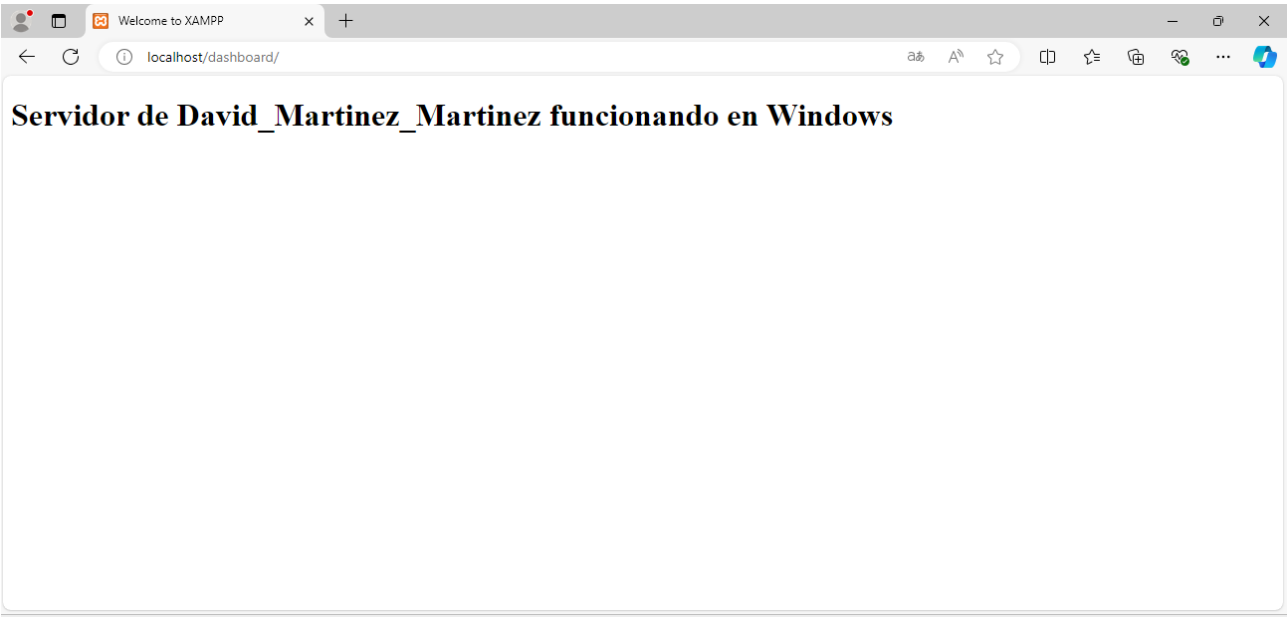 Welcome to XAMPP
localhost/dashboard/
Servidor de David_Martinez_Martinez funcionando en Windows